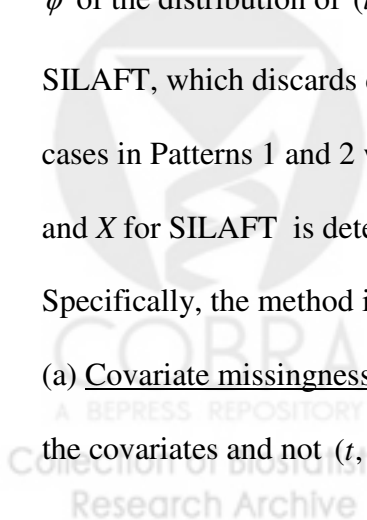 ψ of the distribution of (
SILAFT, which discards
cases in Patterns 1 and 2
and X for SILAFT is dete
Specifically, the method i
COBRA
(a) Covariate missingness
A BEPRESS REPOSITORY
the covariates and not (t,
Collection of Biostatis
Research Archive